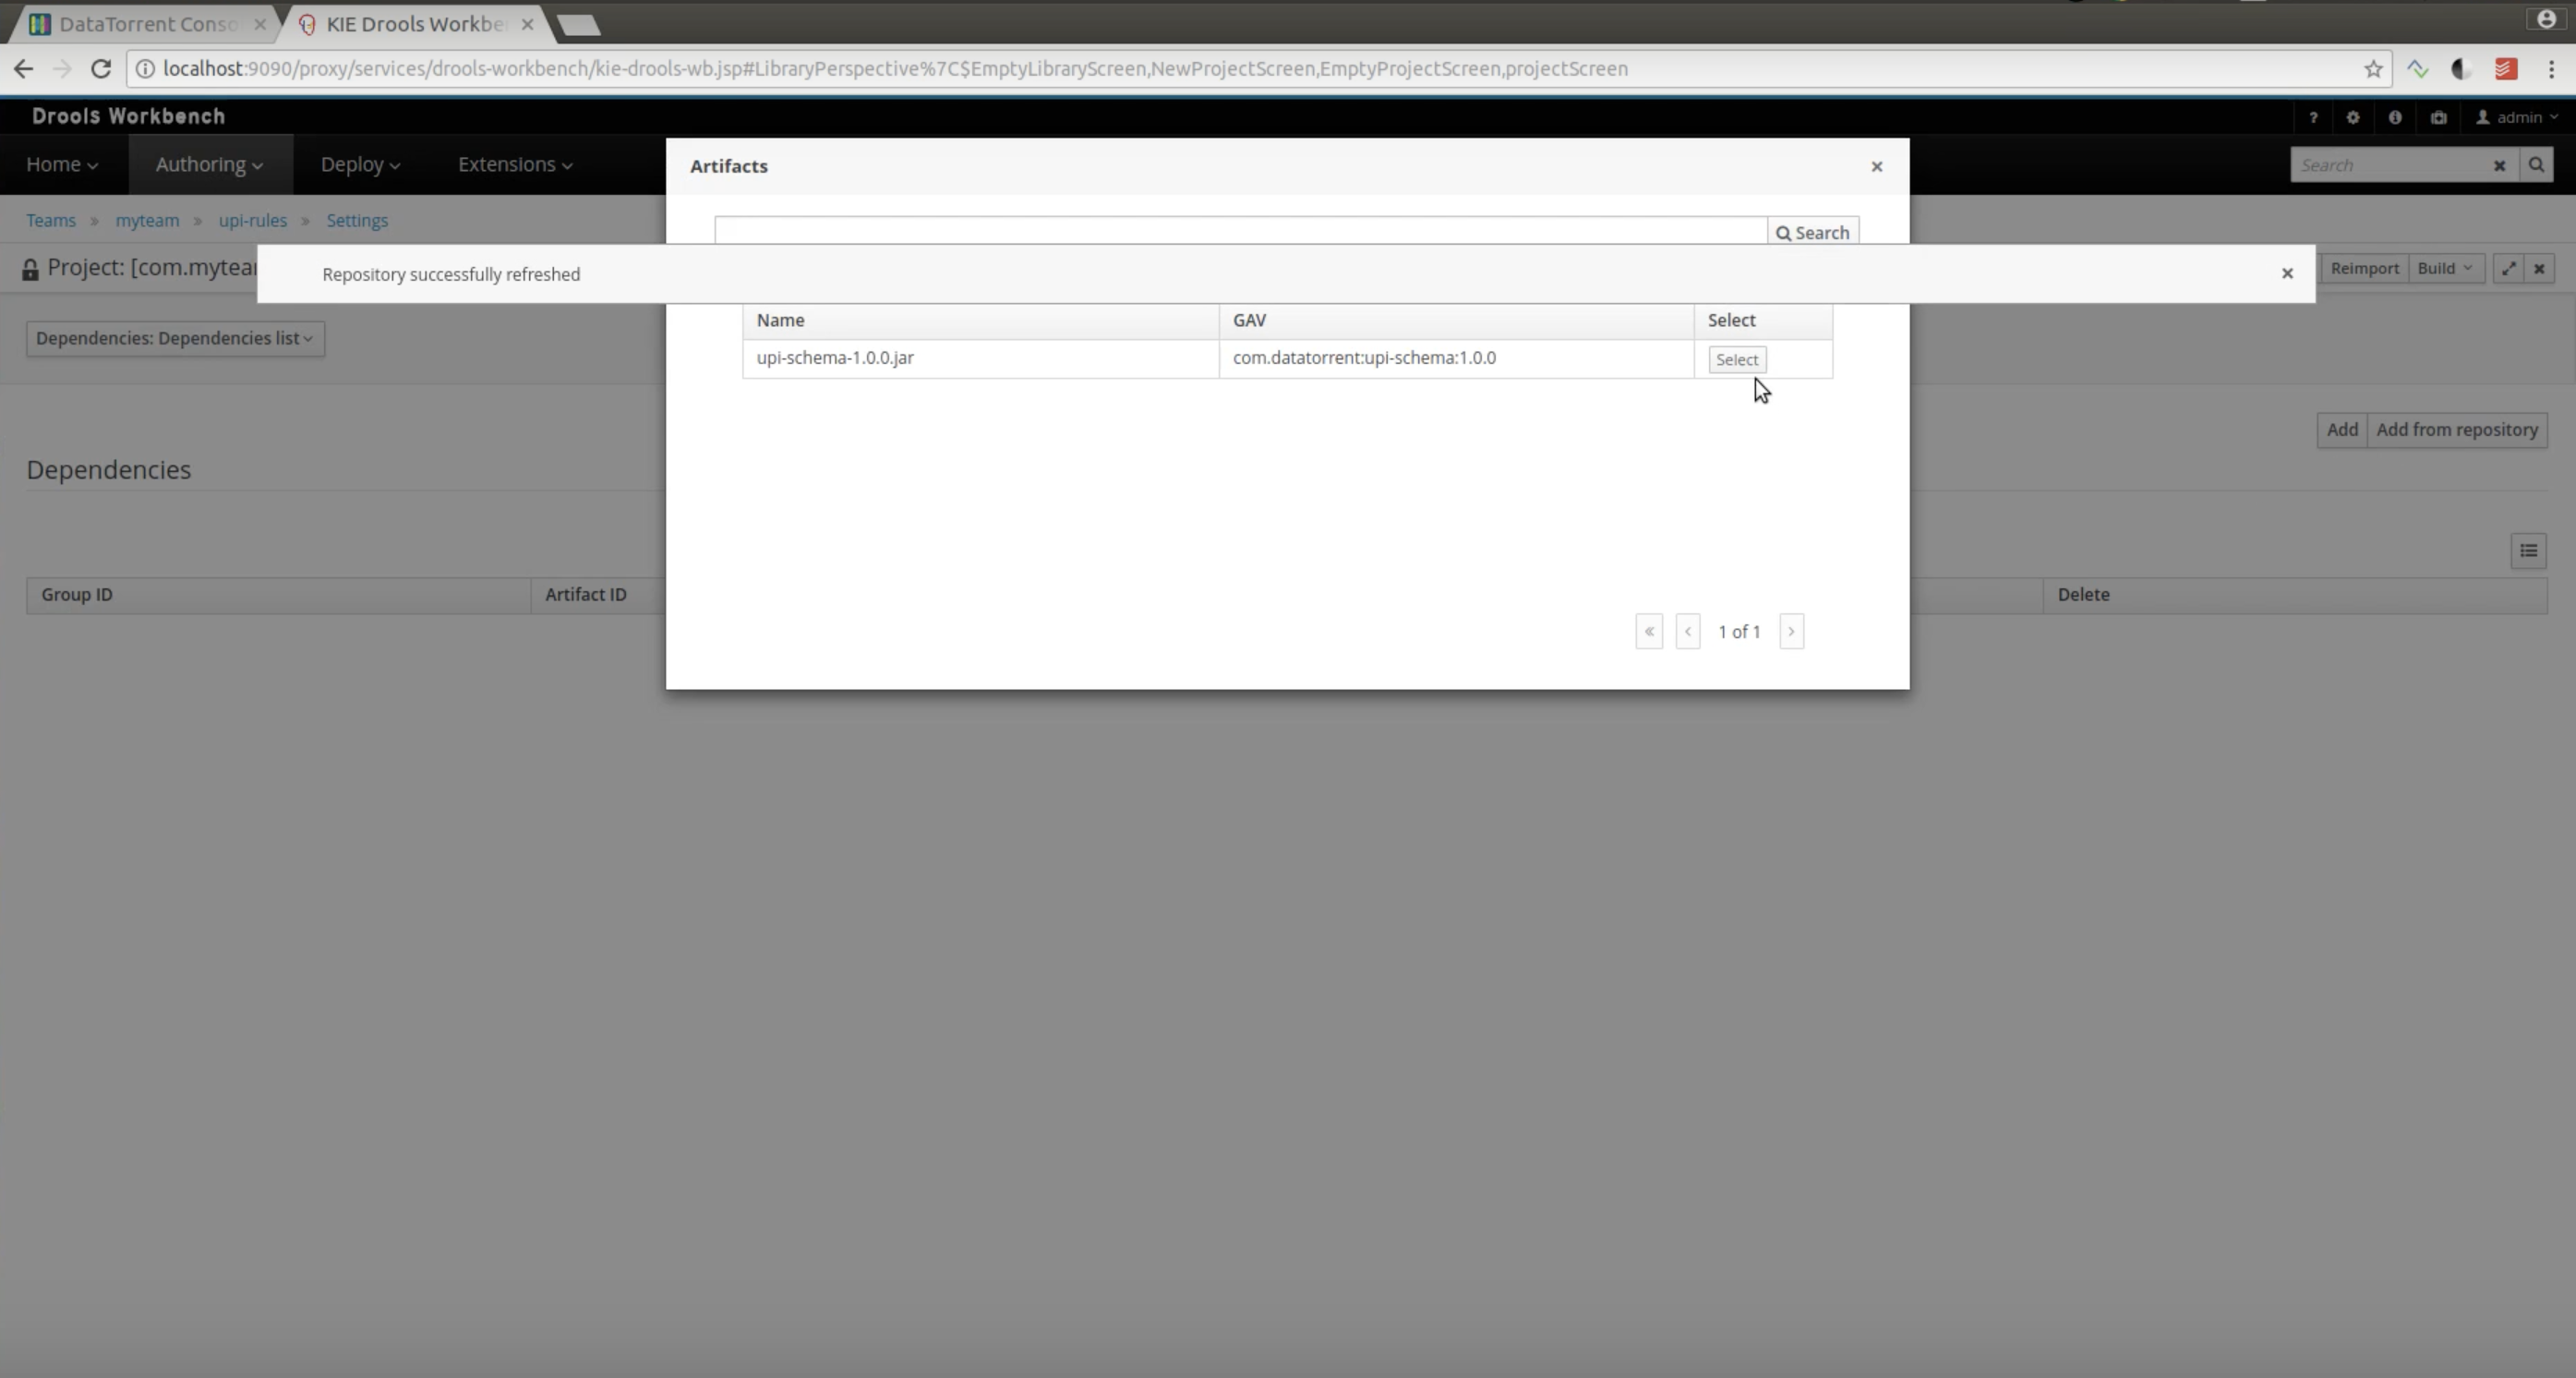 DataTorrent Conso
KIE Drools Workbe
localhost:9090/proxy/services/drools-workbench/kie-drools-wb.jsp#LibraryPerspective%7C$EmptyLibraryScreen,NewProjectScreen,EmptyProjectScreen,projectScreen
Drools Workbench
? admin
Home Authoring Deploy Extensions
Search
Artifacts
Teams » myteam » upi-rules » Settings
Search
Project: [com.mytea
Repository successfully refreshed
Reimport Build
Dependencies: Dependencies list
Name GAV Select
upi-schema-1.0.0.jar com.datatorrent:upi-schema:1.0.0 Select
Add Add from repository
Dependencies
Group ID Artifact ID Delete
« ‹ 1 of 1 ›